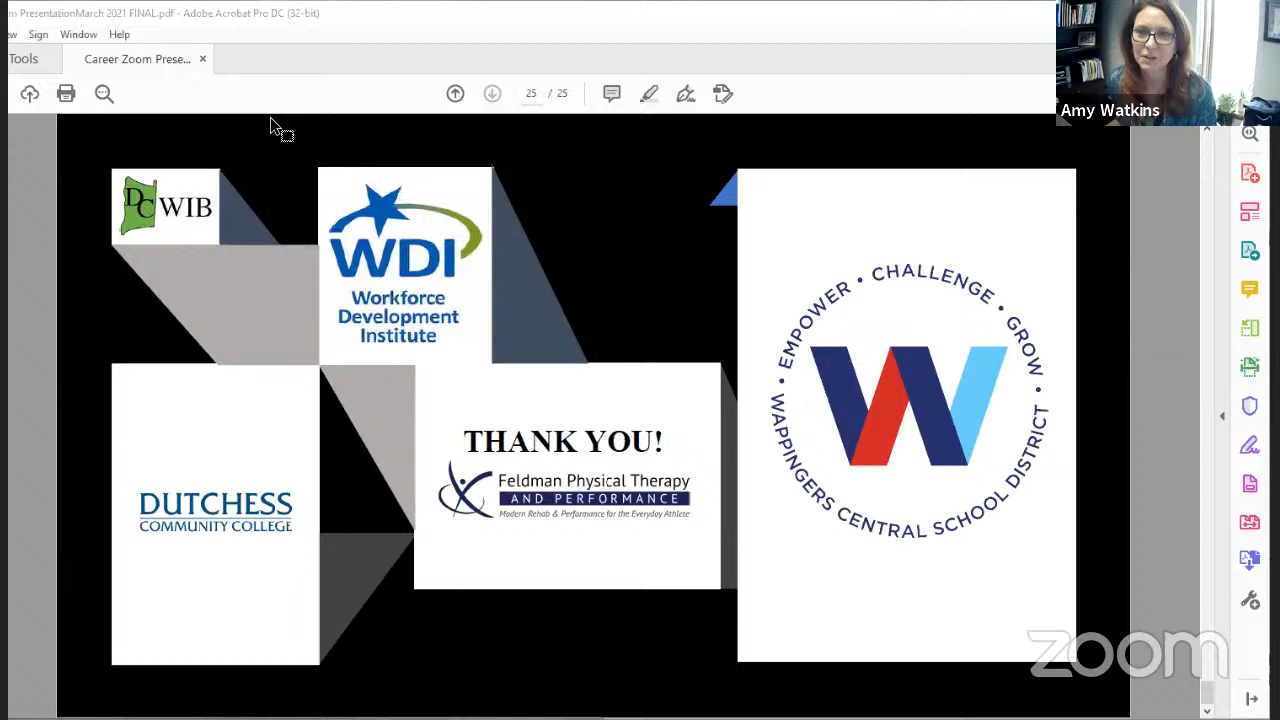 m PresentationMarch 2021 FINAL.pdf - Adobe Acrobat Pro DC (32-bit)
ew Sign Window Help
Tools
Career Zoom Prese... ×
25 / 25
Amy Watkins
DC WIB
WDI
Workforce
Development
Institute
DUTCHESS
COMMUNITY COLLEGE
THANK YOU!
Feldman Physical Therapy
AND PERFORMANCE
Modern Rehab & Performance for the Everyday Athlete
• EMPOWER • CHALLENGE • GROW •
W
WAPPINGERS CENTRAL SCHOOL DISTRICT
zoom